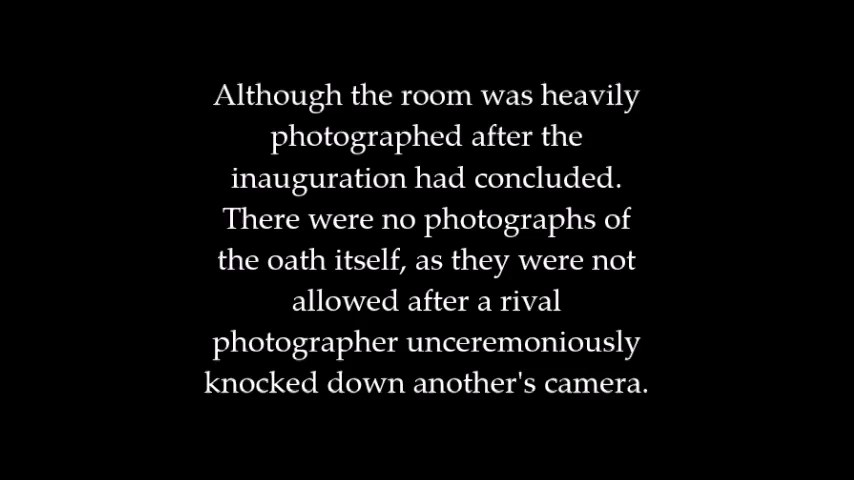 Although the room was heavily
photographed after the
inauguration had concluded.
There were no photographs of
the oath itself, as they were not
allowed after a rival
photographer unceremoniously
knocked down another's camera.